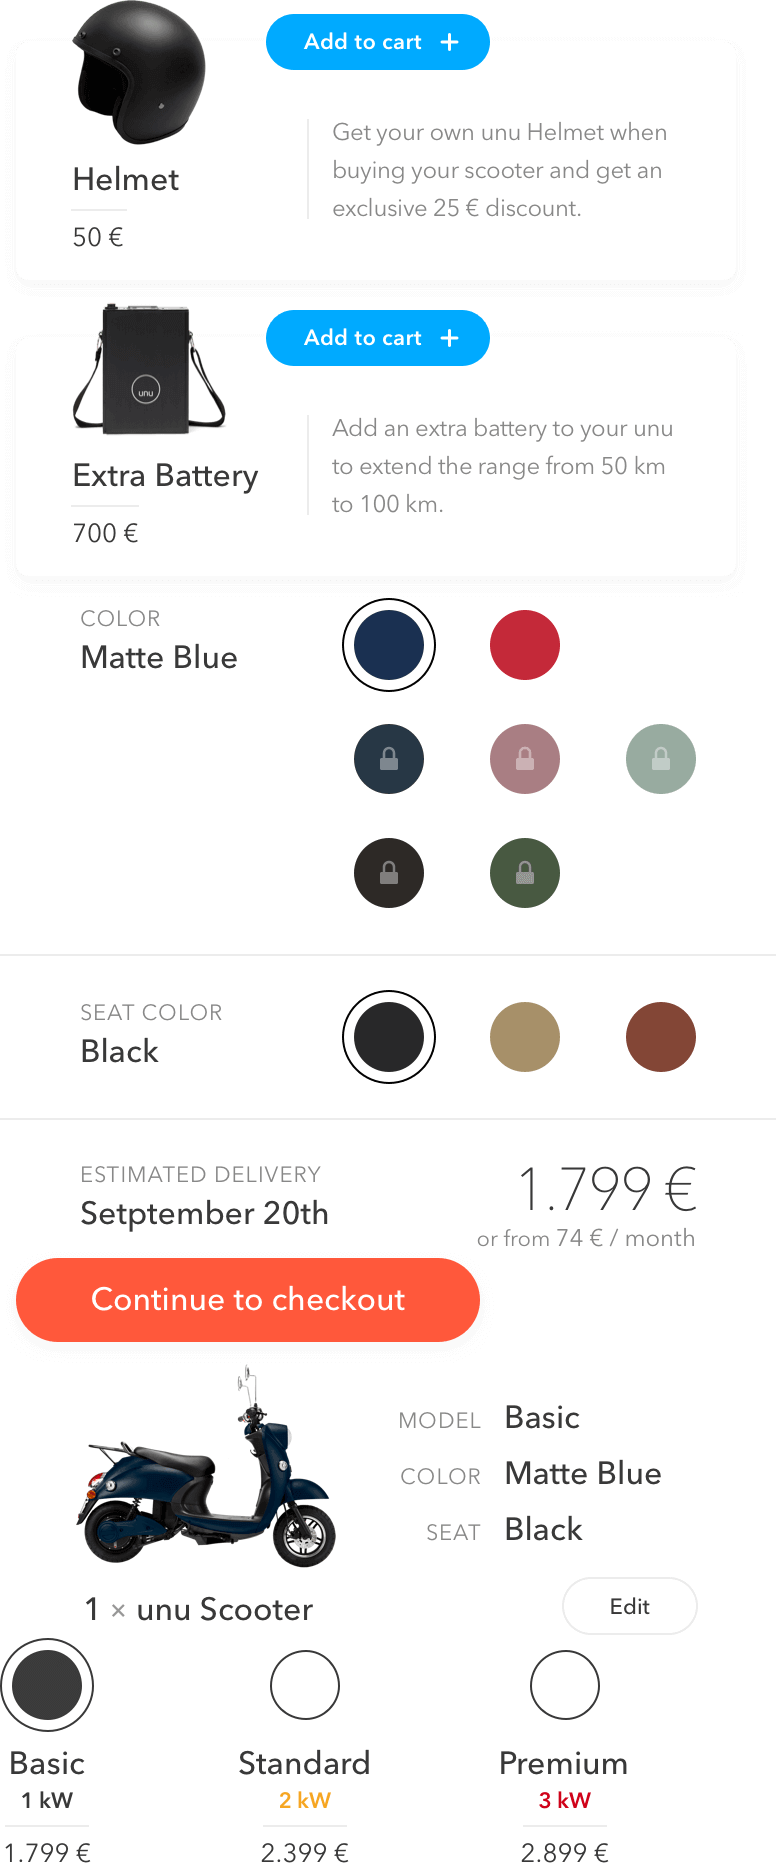 Add to cart +
Get your own unu Helmet when
buying your scooter and get an
exclusive 25 € discount.
Helmet
50 €
Add to cart +
unu
Add an extra battery to your unu
to extend the range from 50 km
to 100 km.
Extra Battery
700 €
COLOR
Matte Blue
SEAT COLOR
Black
ESTIMATED DELIVERY
Setptember 20th
1.799 €
or from 74 € / month
Continue to checkout
MODEL Basic
COLOR Matte Blue
SEAT Black
1 × unu Scooter
Edit
Basic Standard Premium
1 kW 2 kW 3 kW
1.799 € 2.399 € 2.899 €